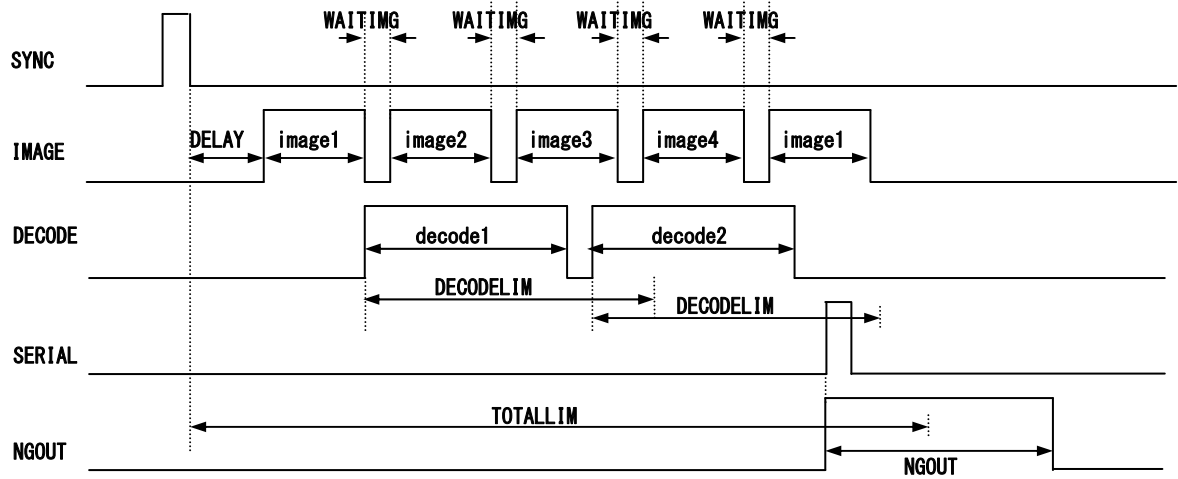 WAITIMG WAITIMG WAITIMG WAITIMG
SYNC
IMAGE DELAY image1 image2 image3 image4 image1
DECODE decode1 decode2
DECODELIM
DECODELIM
SERIAL
TOTALLIM
NGOUT NGOUT